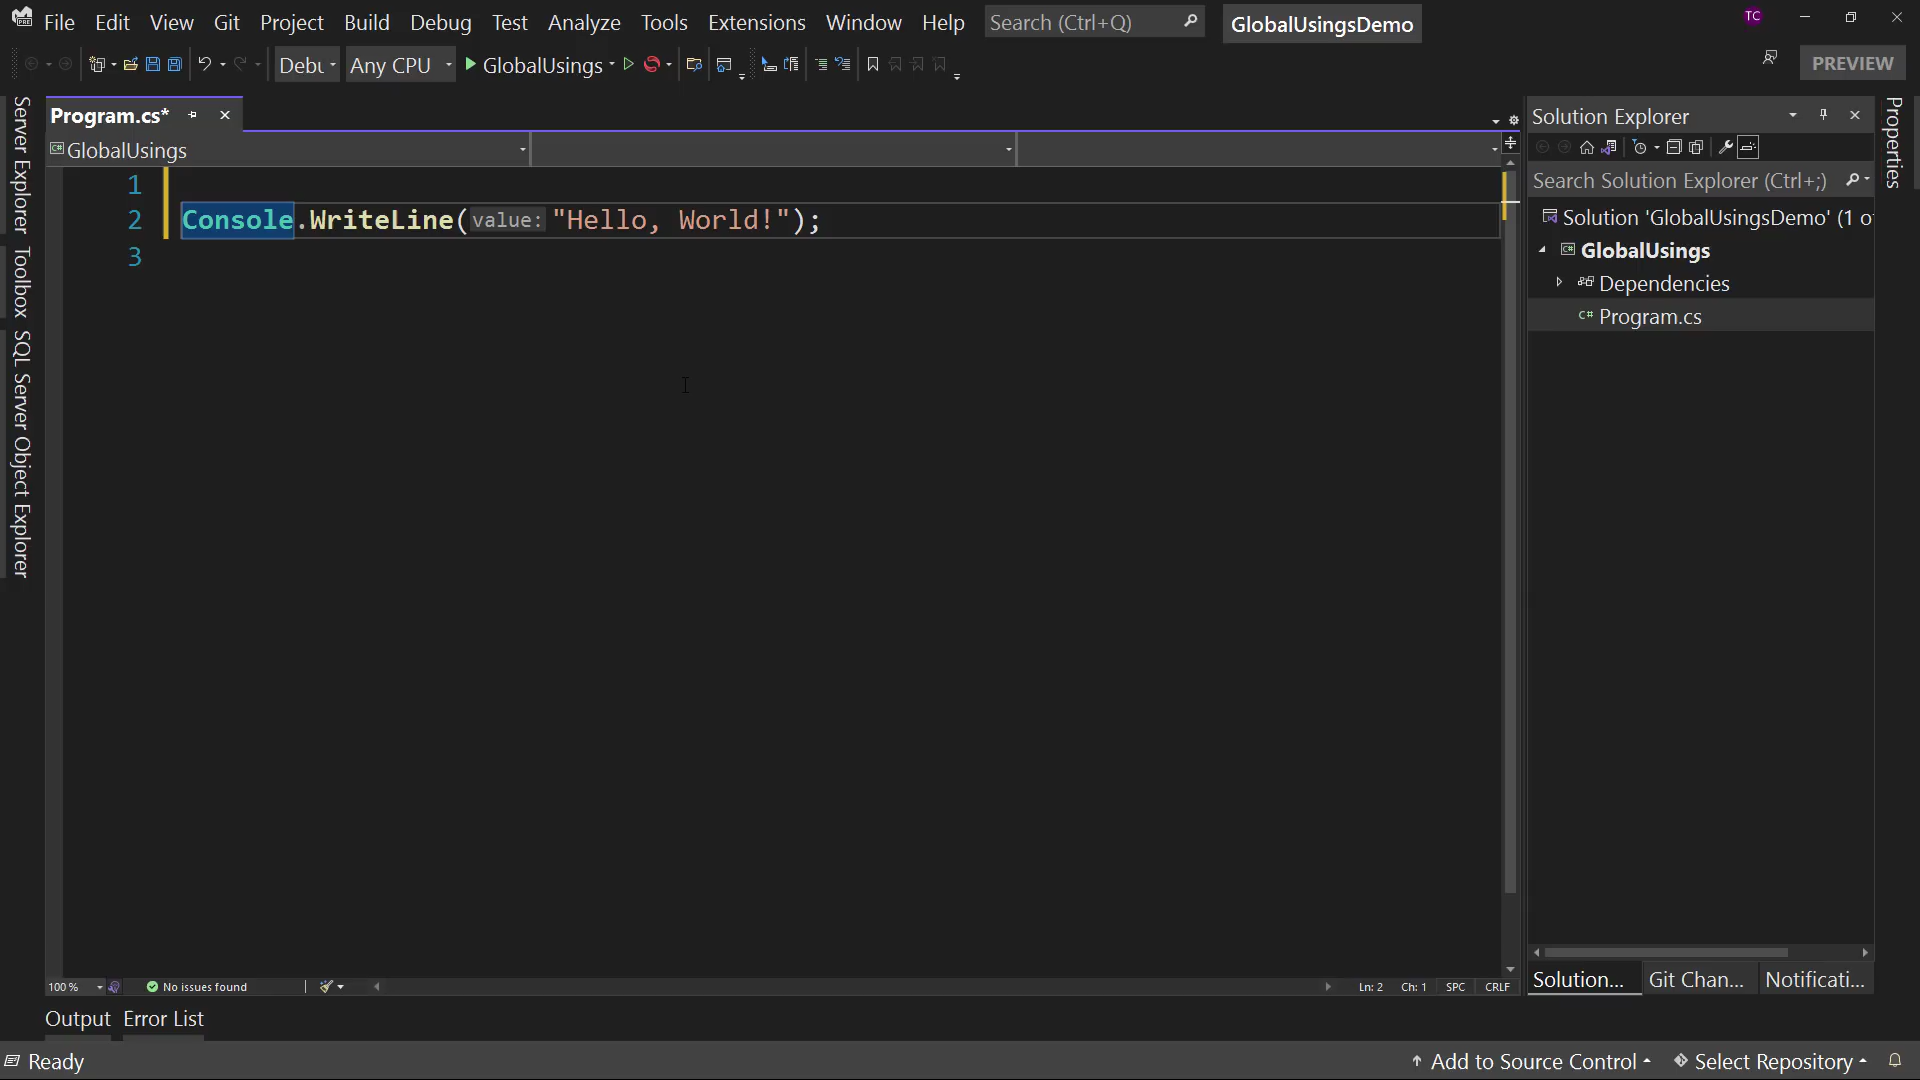 File Edit View Git Project Build Debug Test Analyze Tools Extensions Window Help Search (Ctrl+Q) GlobalUsingsDemo TC
Debu Any CPU GlobalUsings PREVIEW
Program.cs*
GlobalUsings
1
2 Console.WriteLine(value: "Hello, World!");
3
Server Explorer
Toolbox
SQL Server Object Explorer
Solution Explorer
Search Solution Explorer (Ctrl+;)
Solution 'GlobalUsingsDemo' (1 o
C# GlobalUsings
Dependencies
C# Program.cs
Properties
100 % No issues found Ln: 2 Ch: 1 SPC CRLF
Solution... Git Chan... Notificati...
Output Error List
Ready Add to Source Control Select Repository